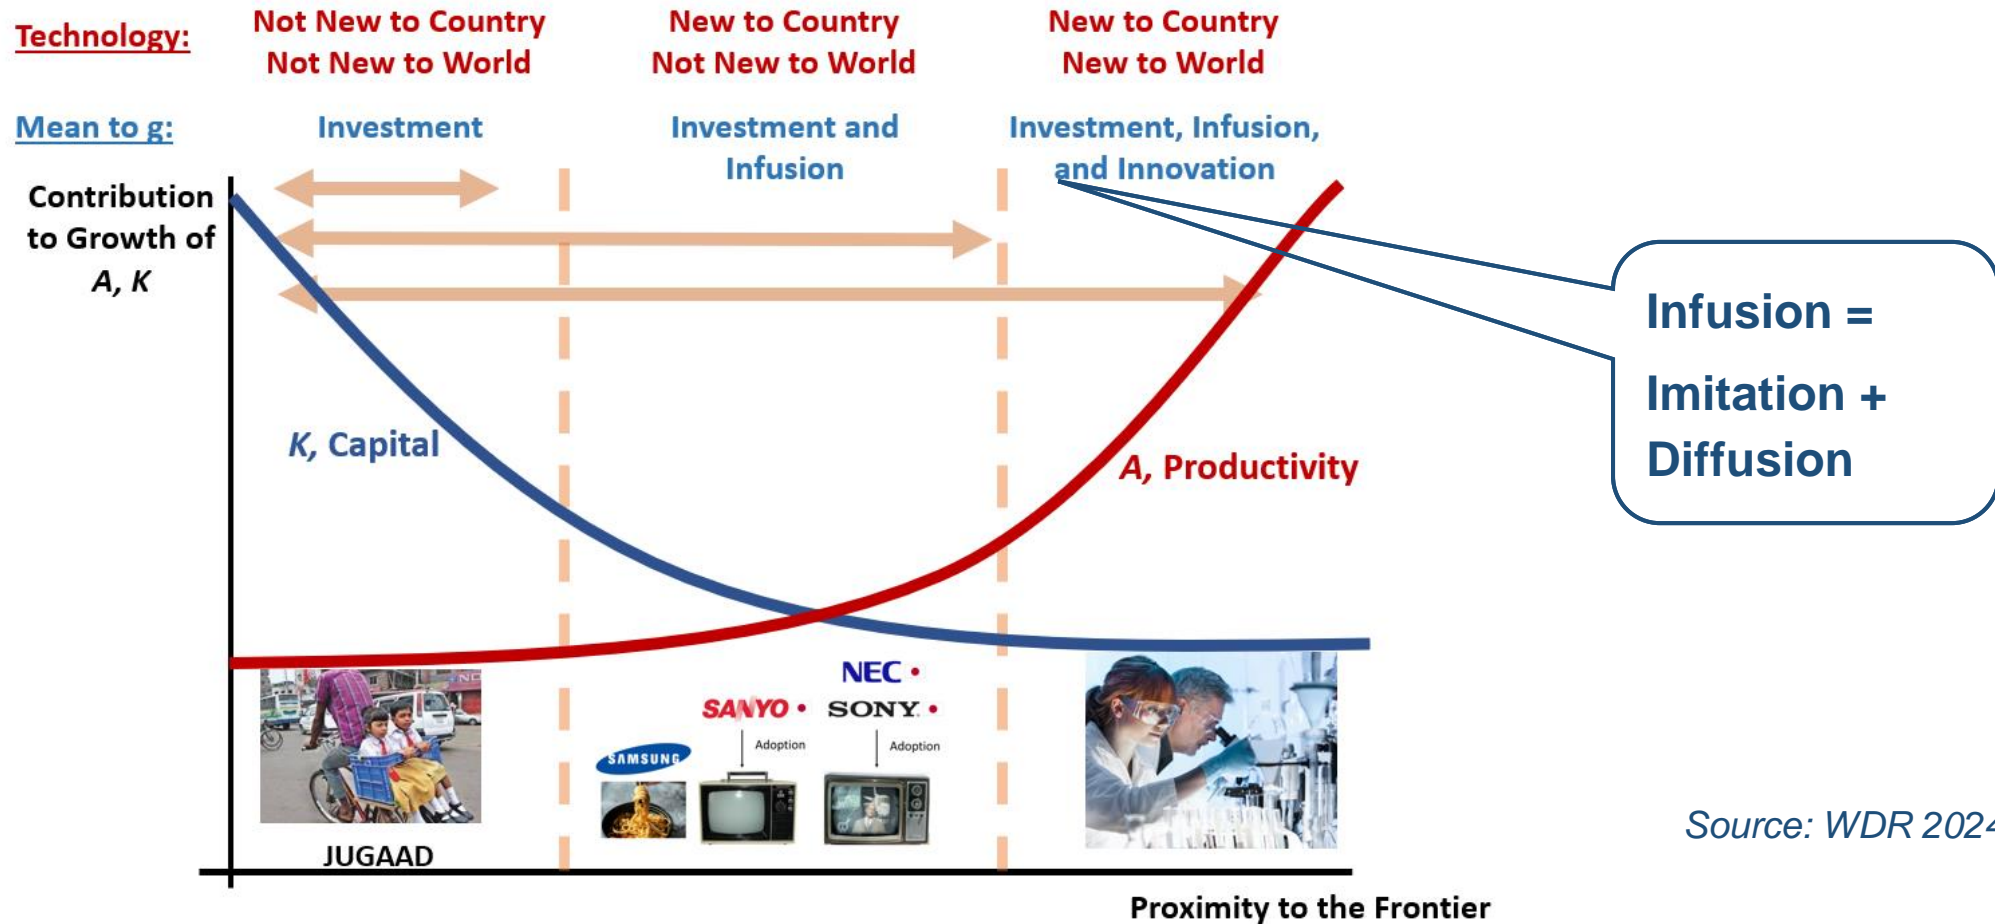 Technology:
Not New to Country
Not New to World
New to Country
Not New to World
New to Country
New to World
Mean to g:
Investment
Investment and
Infusion
Investment, Infusion,
and Innovation
Contribution
to Growth of
A, K
K, Capital
A, Productivity
Infusion =
Imitation +
Diffusion
NEC
SANYO
SONY
Adoption
Adoption
SAMSUNG
JUGAAD
Source: WDR 2024
Proximity to the Frontier